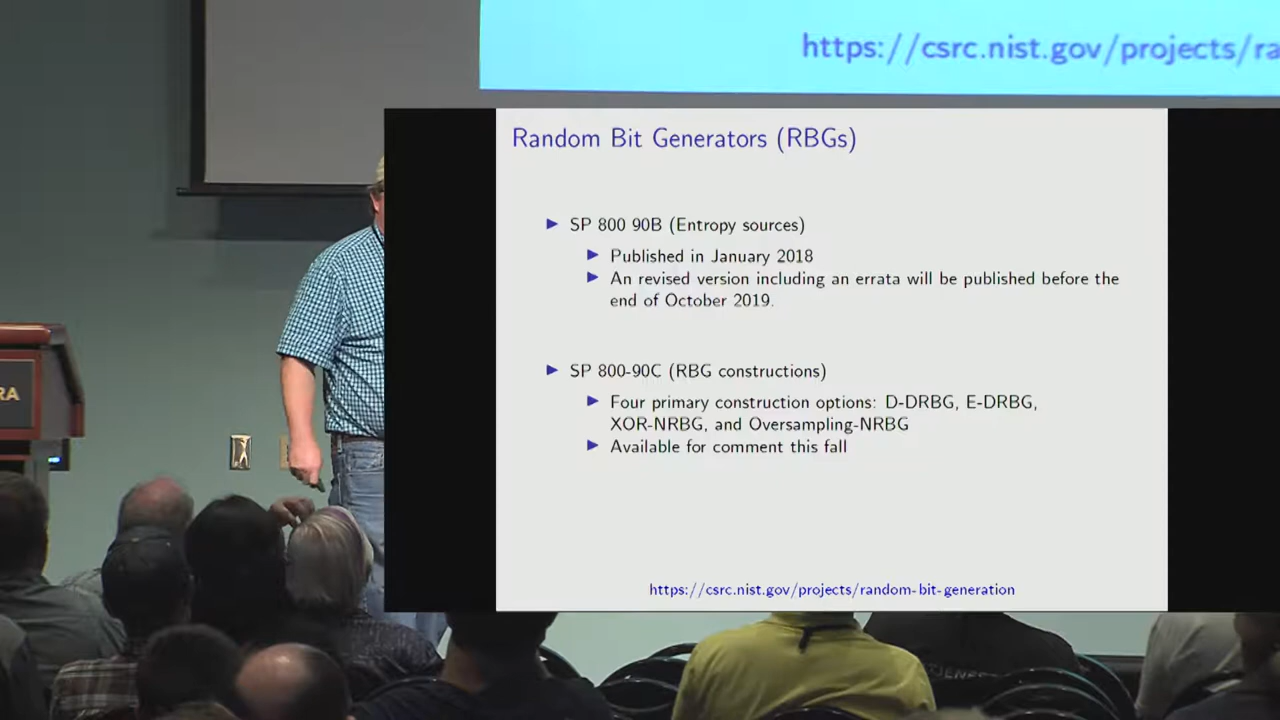 https://csrc.nist.gov/projects/ra
Random Bit Generators (RBGs)
▶ SP 800 90B (Entropy sources)
▶ Published in January 2018
▶ An revised version including an errata will be published before the
end of October 2019.
▶ SP 800-90C (RBG constructions)
▶ Four primary construction options: D-DRBG, E-DRBG,
XOR-NRBG, and Oversampling-NRBG
▶ Available for comment this fall
RA
https://csrc.nist.gov/projects/random-bit-generation